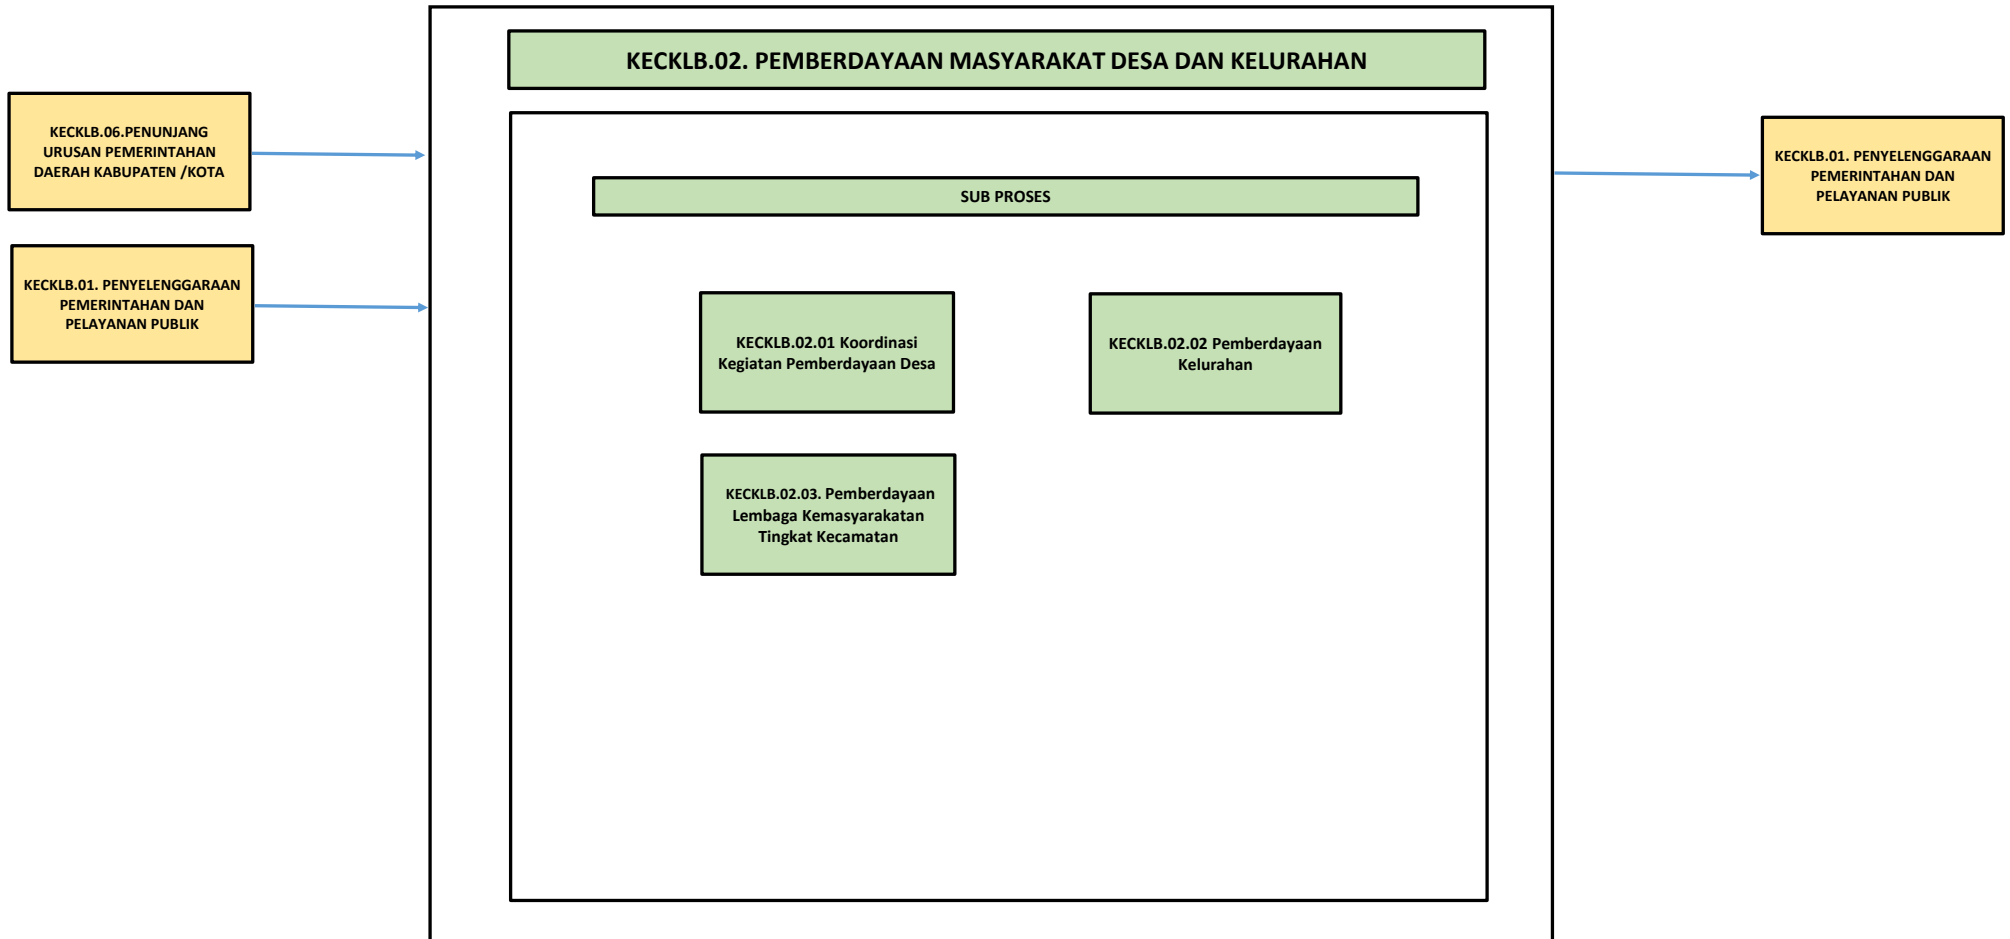 KECKLB.02. PEMBERDAYAAN MASYARAKAT DESA DAN KELURAHAN
KECKLB.06.PENUNJANG
URUSAN PEMERINTAHAN
DAERAH KABUPATEN /KOTA
KECKLB.01. PENYELENGGARAAN
PEMERINTAHAN DAN
PELAYANAN PUBLIK
SUB PROSES
KECKLB.02.01 Koordinasi
Kegiatan Pemberdayaan Desa
KECKLB.02.02 Pemberdayaan
Kelurahan
KECKLB.02.03. Pemberdayaan
Lembaga Kemasyarakatan
Tingkat Kecamatan
KECKLB.01. PENYELENGGARAAN
PEMERINTAHAN DAN
PELAYANAN PUBLIK